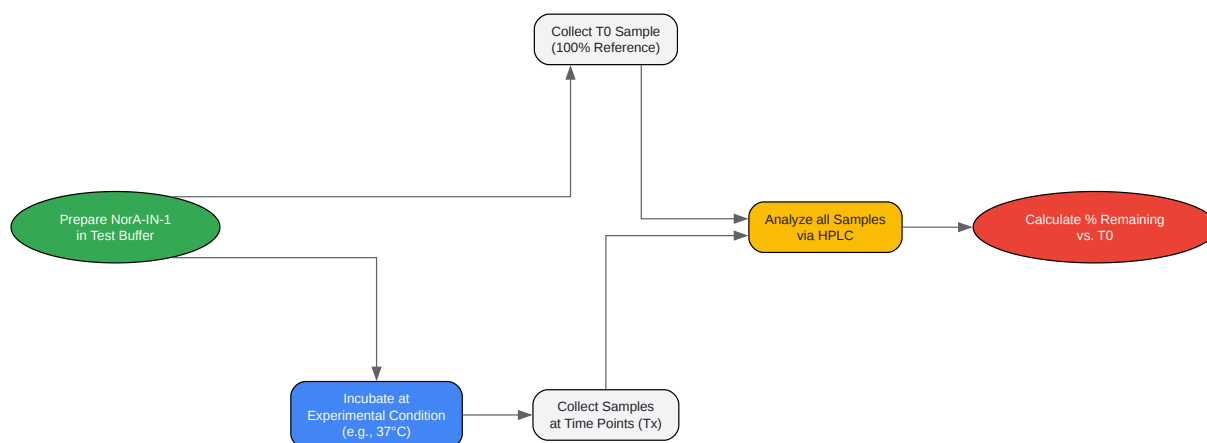 Collect T0 Sample
(100% Reference)
Prepare NorA-IN-1
in Test Buffer
Analyze all Samples
via HPLC
Calculate % Remaining
vs. T0
Incubate at
Experimental Condition
(e.g., 37°C)
Collect Samples
at Time Points (Tx)